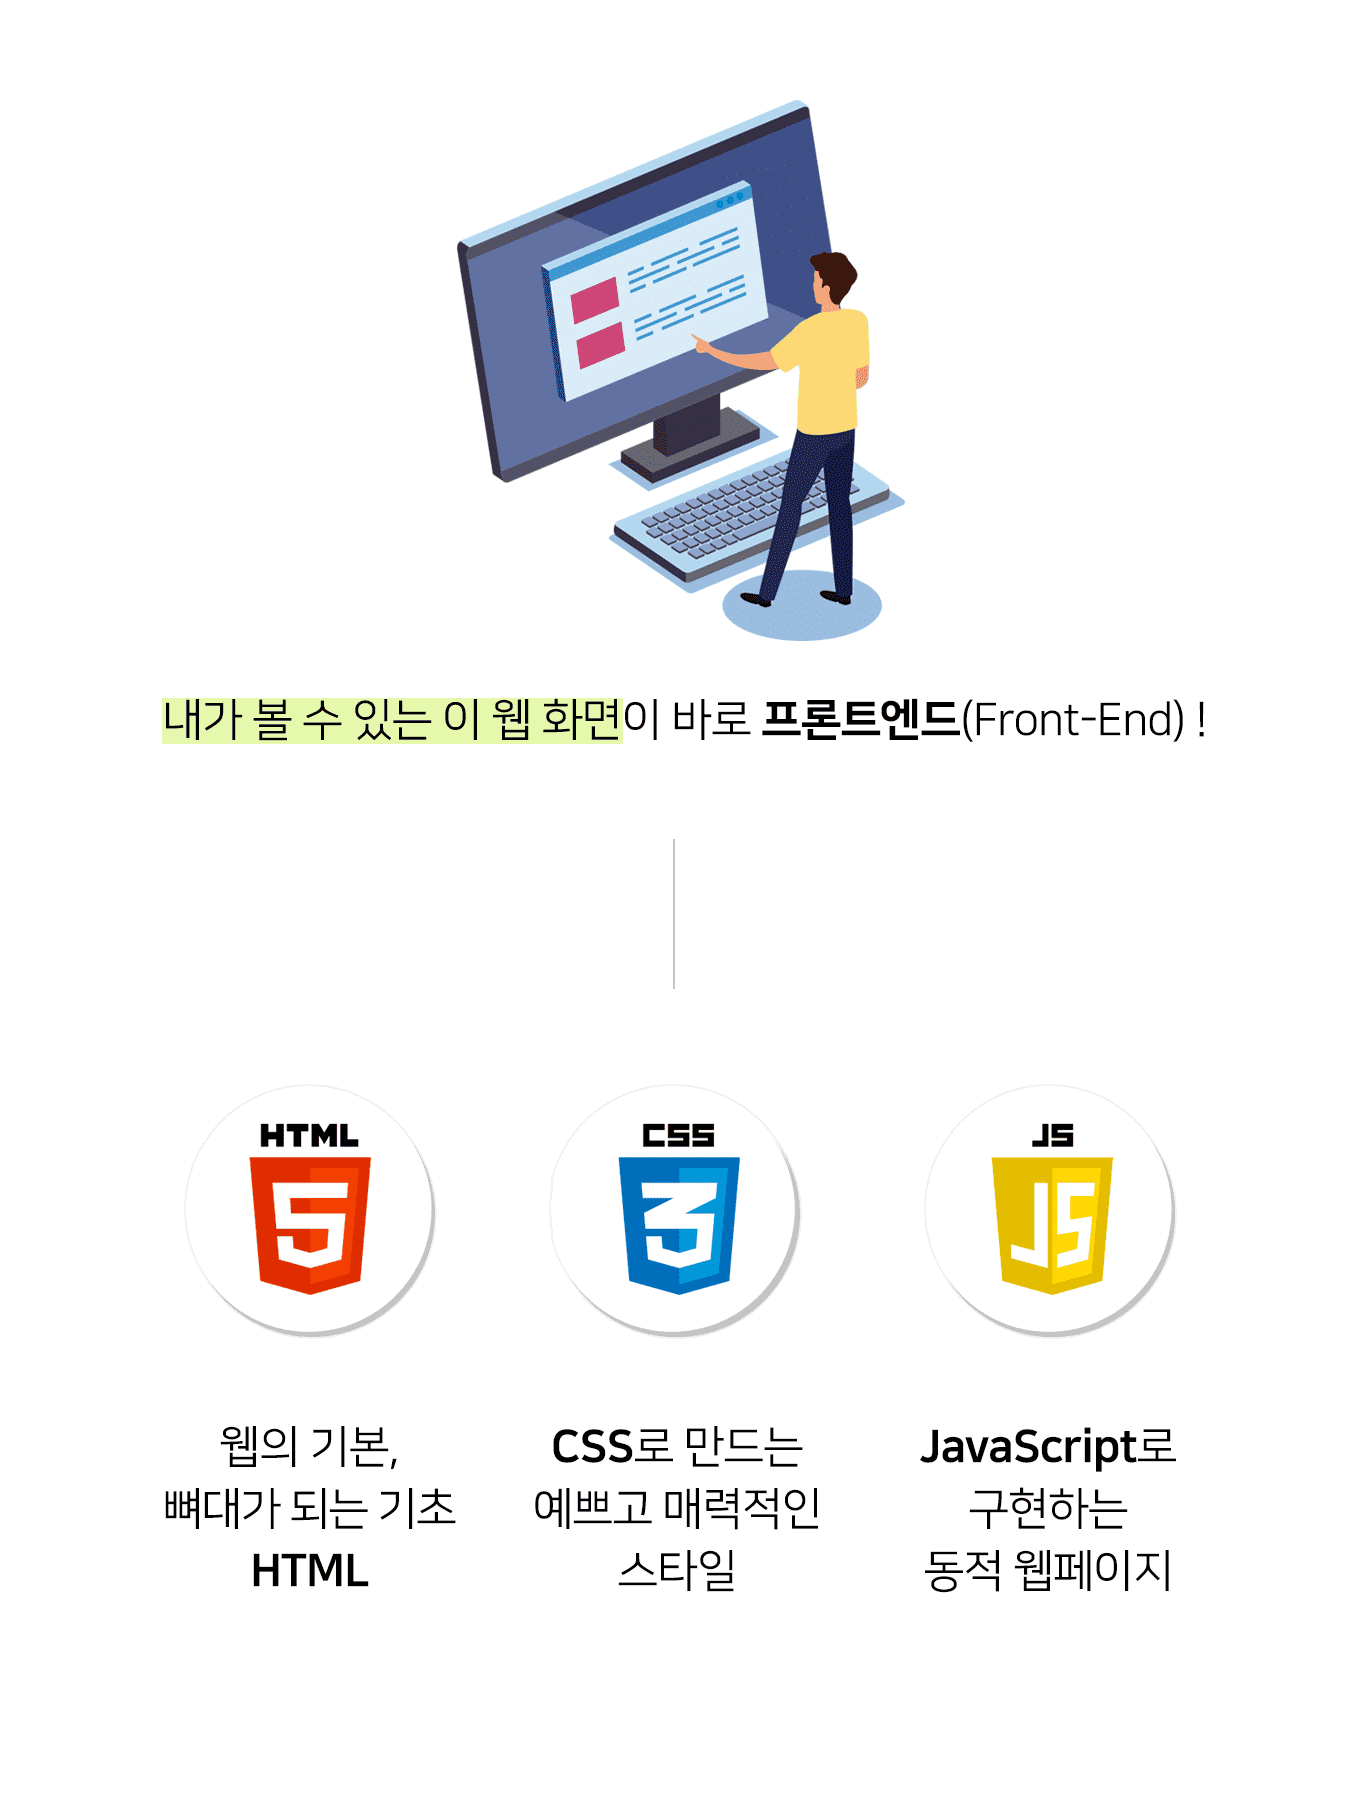 내가 볼 수 있는 이 웹 화면이 바로 프론트엔드(Front-End) !
HTML
5
CSS
3
JS
JS
웹의 기본,
뼈대가 되는 기초
HTML
CSS로 만드는
예쁘고 매력적인
스타일
JavaScript로
구현하는
동적 웹페이지